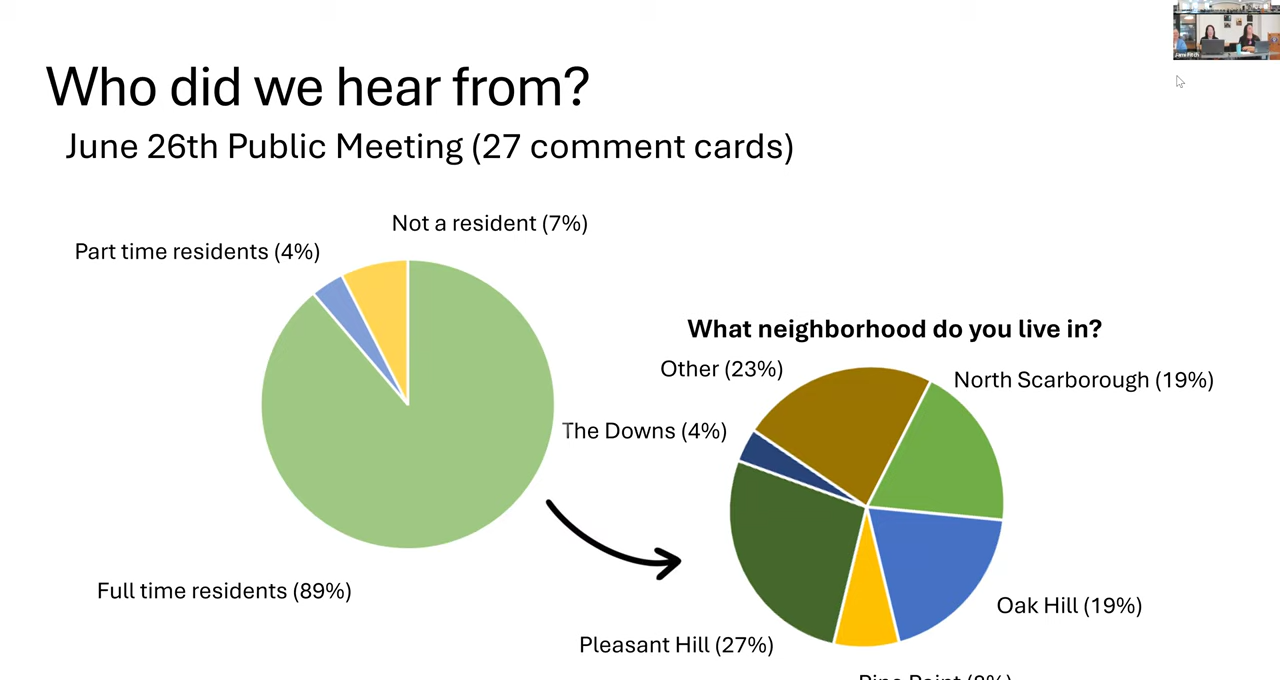 Who did we hear from?
June 26th Public Meeting (27 comment cards)
Not a resident (7%)
Part time residents (4%)
What neighborhood do you live in?
Other (23%)
North Scarborough (19%)
The Downs (4%)
Full time residents (89%)
Oak Hill (19%)
Pleasant Hill (27%)